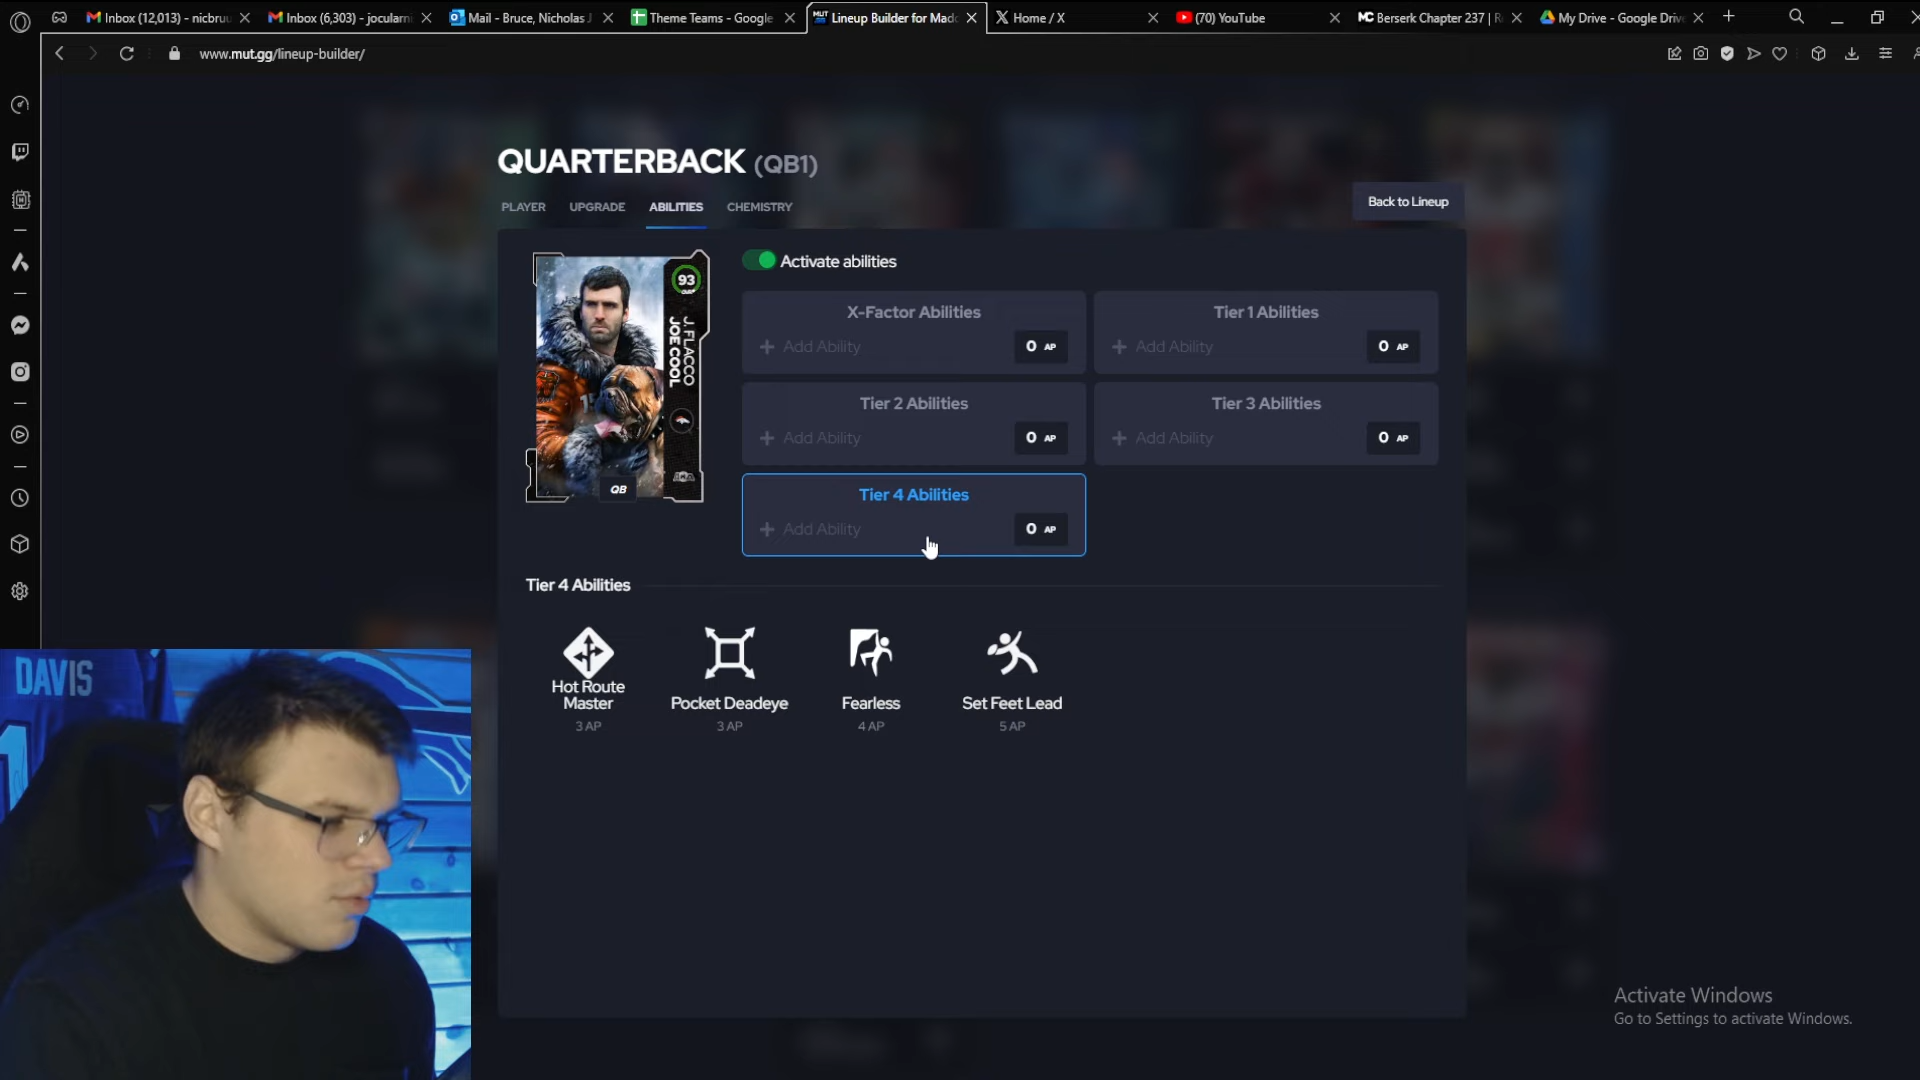 Inbox (12,013) - nicbru
Inbox (6,303) - jocularn
Mail - Bruce, Nicholas J
Theme Teams - Google
Lineup Builder for Madd
Home / X
(70) YouTube
Berserk Chapter 237 | R
My Drive - Google Driv
www.mut.gg/lineup-builder/
QUARTERBACK (QB1)
PLAYER UPGRADE ABILITIES CHEMISTRY
Back to Lineup
93
OVR
J. FLACCO
JOE COOL
QB
Activate abilities
X-Factor Abilities
+ Add Ability 0 AP
Tier 1 Abilities
+ Add Ability 0 AP
Tier 2 Abilities
+ Add Ability 0 AP
Tier 3 Abilities
+ Add Ability 0 AP
Tier 4 Abilities
+ Add Ability 0 AP
Tier 4 Abilities
Hot Route
Master
3 AP
Pocket Deadeye
3 AP
Fearless
4 AP
Set Feet Lead
5 AP
DAVIS
Activate Windows
Go to Settings to activate Windows.